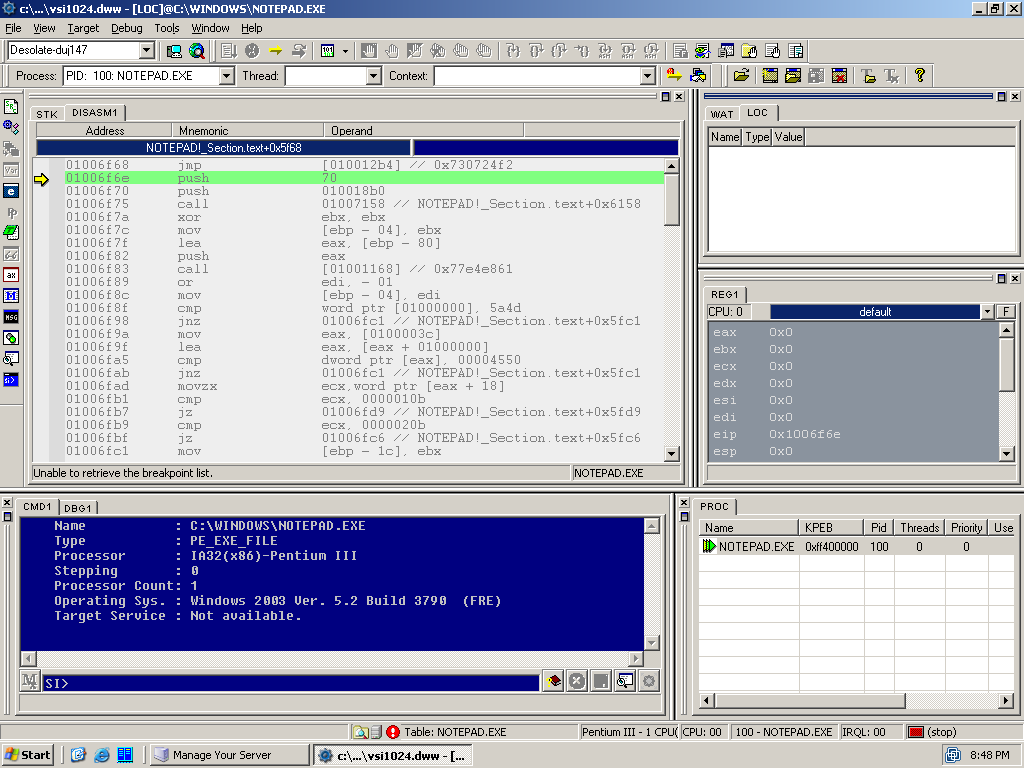 c:\...\vsi1024.dww - [LOC]@C:\WINDOWS\NOTEPAD.EXE
File View Target Debug Tools Window Help
Desolate-duj147
Process: PID: 100: NOTEPAD.EXE Thread: Context:
STK DISASM1
Address Mnemonic Operand
NOTEPAD!_Section.text+0x5f68
01006f68 jmp [010012b4] // 0x730724f2
01006f6e push 70
01006f70 push 010018b0
01006f75 call 01007158 // NOTEPAD!_Section.text+0x6158
01006f7a xor ebx, ebx
01006f7c mov [ebp - 04], ebx
01006f7f lea eax, [ebp - 80]
01006f82 push eax
01006f83 call [01001168] // 0x77e4e861
01006f89 or edi, - 01
01006f8c mov [ebp - 04], edi
01006f8f cmp word ptr [01000000], 5a4d
01006f98 jnz 01006fc1 // NOTEPAD!_Section.text+0x5fc1
01006f9a mov eax, [0100003c]
01006f9f lea eax, [eax + 01000000]
01006fa5 cmp dword ptr [eax], 00004550
01006fab jnz 01006fc1 // NOTEPAD!_Section.text+0x5fc1
01006fad movzx ecx,word ptr [eax + 18]
01006fb1 cmp ecx, 0000010b
01006fb7 jz 01006fd9 // NOTEPAD!_Section.text+0x5fd9
01006fb9 cmp ecx, 0000020b
01006fbf jz 01006fc6 // NOTEPAD!_Section.text+0x5fc6
01006fc1 mov [ebp - 1c], ebx
Unable to retrieve the breakpoint list. NOTEPAD.EXE
WAT LOC
Name Type Value
REG1
CPU: 0 default F
eax 0x0
ebx 0x0
ecx 0x0
edx 0x0
esi 0x0
edi 0x0
eip 0x1006f6e
esp 0x0
CMD1 DBG1
Name : C:\WINDOWS\NOTEPAD.EXE
Type : PE_EXE_FILE
Processor : IA32(x86)-Pentium III
Stepping : 0
Processor Count: 1
Operating Sys. : Windows 2003 Ver. 5.2 Build 3790 (FRE)
Target Service : Not available.
SI>
PROC
Name KPEB Pid Threads Priority Use
NOTEPAD.EXE 0xff400000 100 0 0
Table: NOTEPAD.EXE Pentium III - 1 CPU( CPU: 00 100 - NOTEPAD.EXE IRQL: 00 (stop)
Start Manage Your Server c:\...\vsi1024.dww - [... 8:48 PM